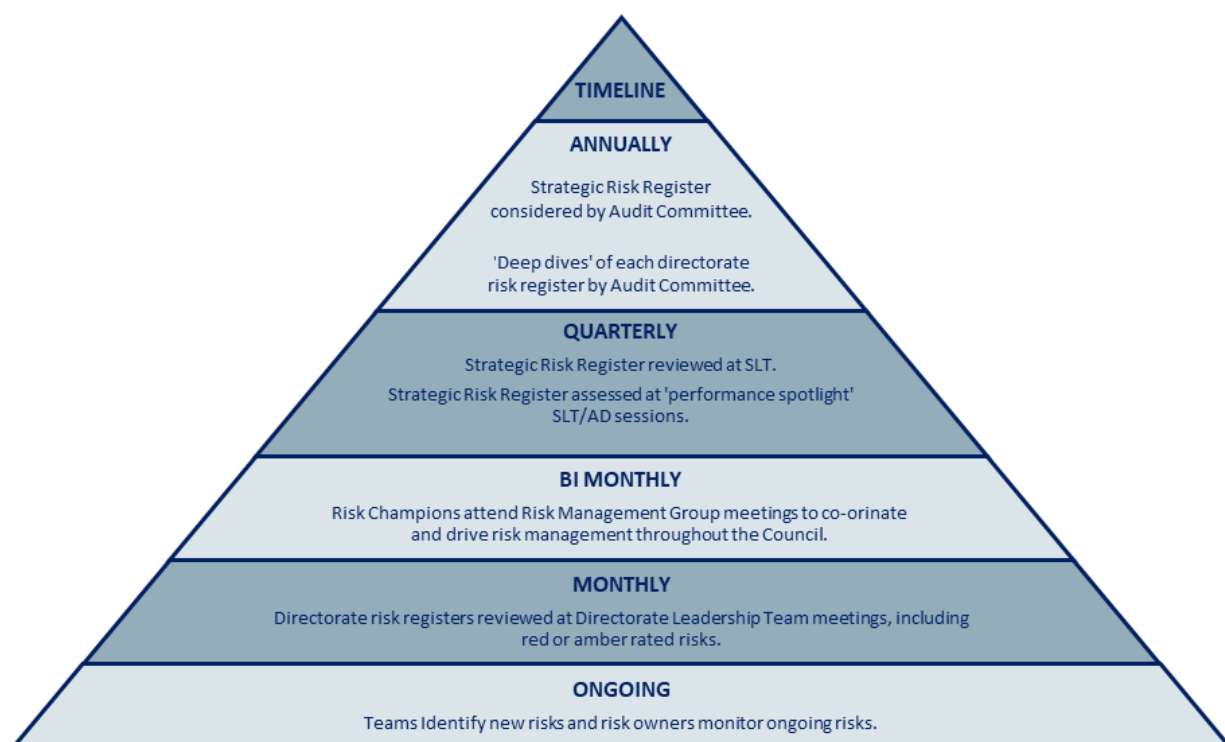 TIMELINE
ANNUALLY
Strategic Risk Register
considered by Audit Committee.
'Deep dives' of each directorate
risk register by Audit Committee.
QUARTERLY
Strategic Risk Register reviewed at SLT.
Strategic Risk Register assessed at 'performance spotlight'
SLT/AD sessions.
BI MONTHLY
Risk Champions attend Risk Management Group meetings to co-orinate
and drive risk management throughout the Council.
MONTHLY
Directorate risk registers reviewed at Directorate Leadership Team meetings, including
red or amber rated risks.
ONGOING
Teams Identify new risks and risk owners monitor ongoing risks.